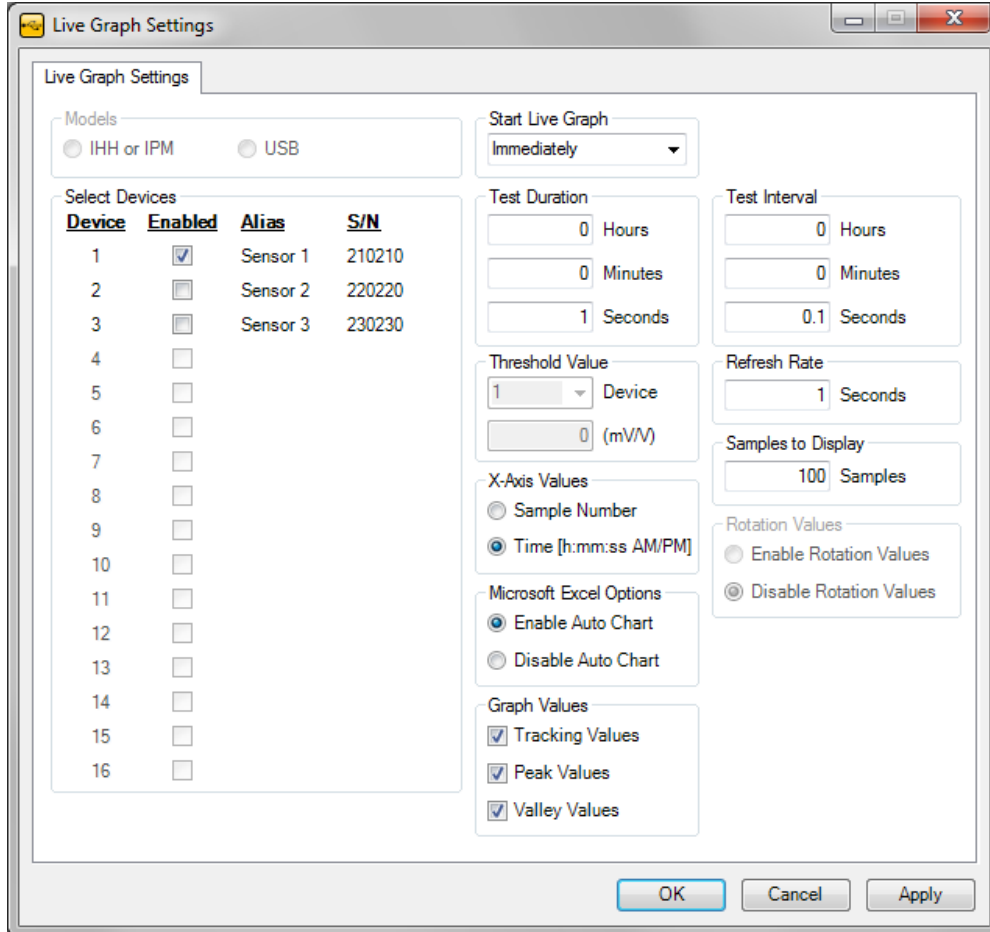 Live Graph Settings
Live Graph Settings
Models
IHH or IPM USB
Select Devices
Device Enabled Alias S/N
1 Sensor 1 210210
2 Sensor 2 220220
3 Sensor 3 230230
4
5
6
7
8
9
10
11
12
13
14
15
16
Start Live Graph
Immediately
Test Duration
0 Hours
0 Minutes
1 Seconds
Test Interval
0 Hours
0 Minutes
0.1 Seconds
Threshold Value
1 Device
0 (mV/V)
Refresh Rate
1 Seconds
Samples to Display
100 Samples
X-Axis Values
Sample Number
Time [h:mm:ss AM/PM]
Rotation Values
Enable Rotation Values
Disable Rotation Values
Microsoft Excel Options
Enable Auto Chart
Disable Auto Chart
Graph Values
Tracking Values
Peak Values
Valley Values
OK Cancel Apply